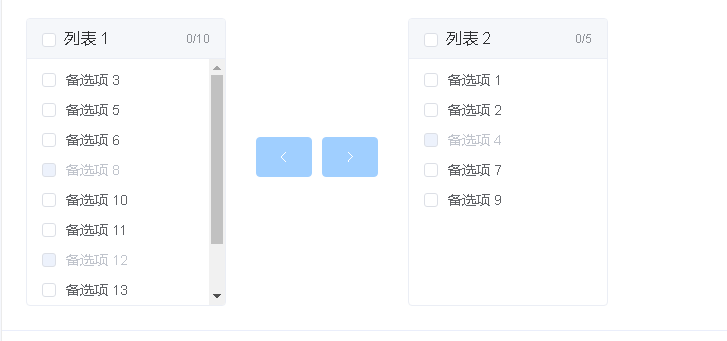 列表 1 0/10
备选项 3
备选项 5
备选项 6
备选项 8
备选项 10
备选项 11
备选项 12
备选项 13
列表 2 0/5
备选项 1
备选项 2
备选项 4
备选项 7
备选项 9